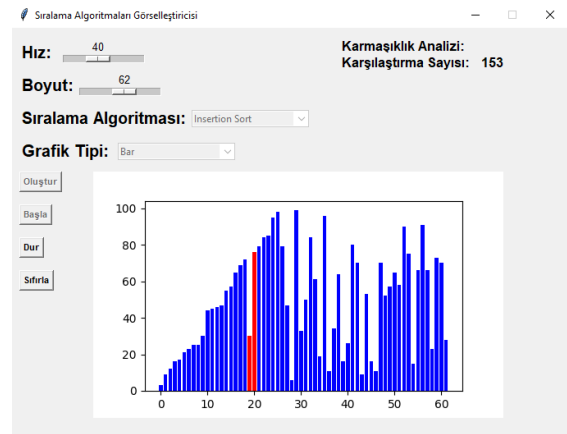 Sıralama Algoritmaları Görselleştiricisi
Hız: 40
Karmaşıklık Analizi:
Karşılaştırma Sayısı: 153
Boyut: 62
Sıralama Algoritması: Insertion Sort
Grafik Tipi: Bar
Oluştur
Başla
Dur
Sıfırla
100
80
60
40
20
0
0 10 20 30 40 50 60